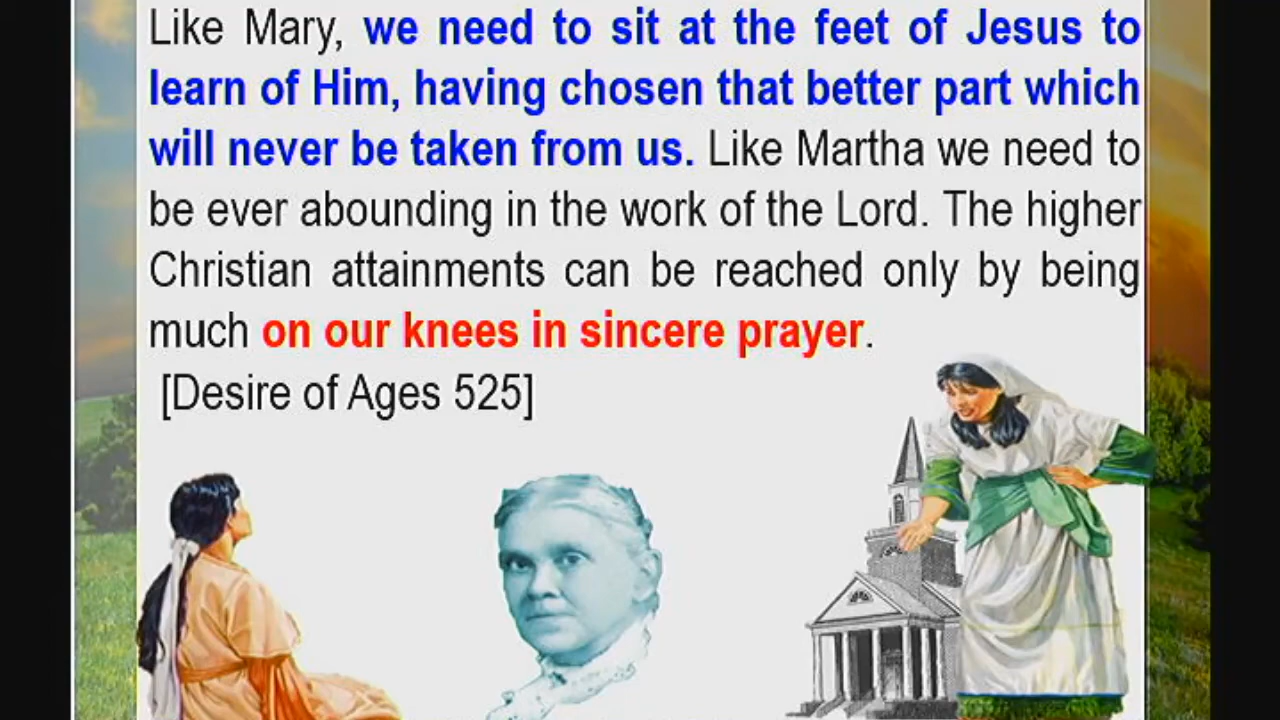 Like Mary, we need to sit at the feet of Jesus to
learn of Him, having chosen that better part which
will never be taken from us. Like Martha we need to
be ever abounding in the work of the Lord. The higher
Christian attainments can be reached only by being
much on our knees in sincere prayer.
[Desire of Ages 525]